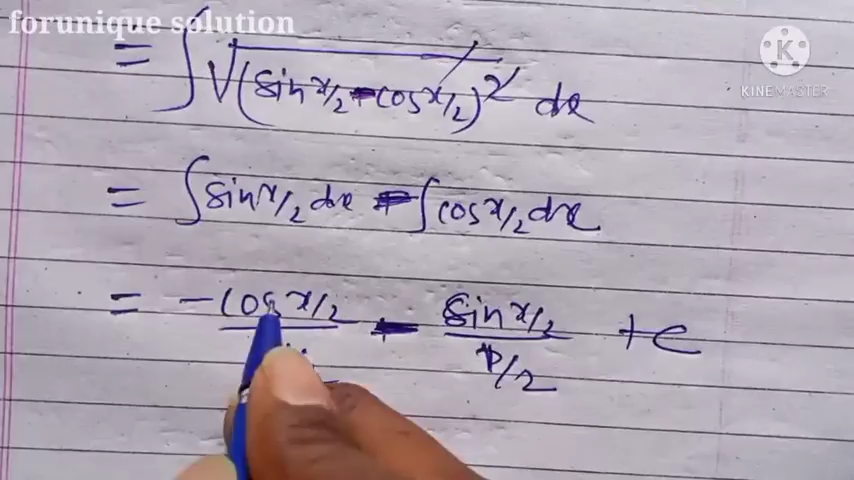 forunique solution
= ∫ √(sin x/2 - cos x/2)² dx
K
KINEMASTER
= ∫ sin x/2 dx - ∫ cos x/2 dx
= - cos x/2 - sin x/2 / 1/2 + c